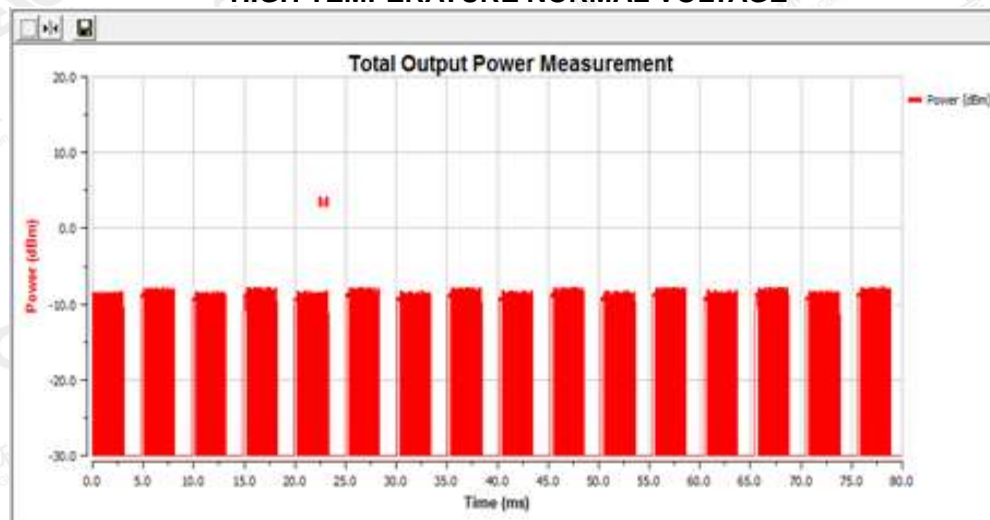 HIGH TEMPERATURE NORMAL VOLTAGE
Total Output Power Measurement
Power (dBm)
20.0
10.0
0.0
-10.0
-20.0
-30.0
Power (dBm)
0.0 5.0 10.0 15.0 20.0 25.0 30.0 35.0 40.0 45.0 50.0 55.0 60.0 65.0 70.0 75.0 80.0
Time (ms)